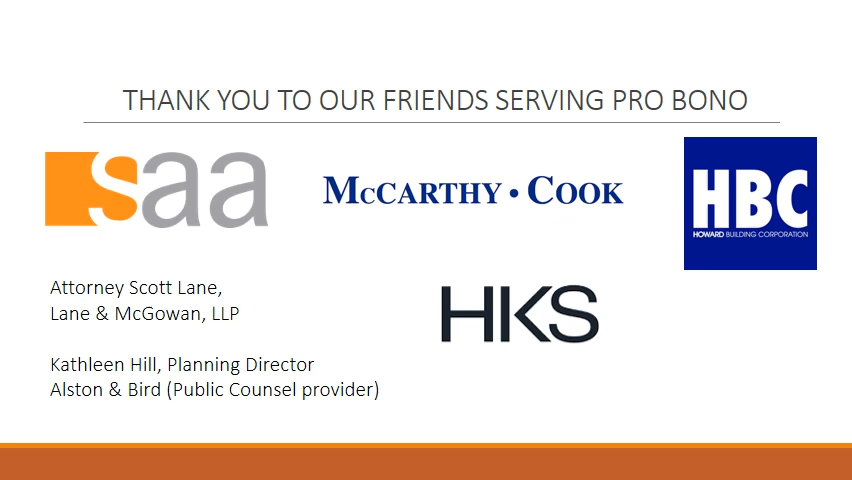 THANK YOU TO OUR FRIENDS SERVING PRO BONO
saa
McCARTHY • COOK
HBC
HOWARD BUILDING CORPORATION
Attorney Scott Lane,
Lane & McGowan, LLP
HKS
Kathleen Hill, Planning Director
Alston & Bird (Public Counsel provider)